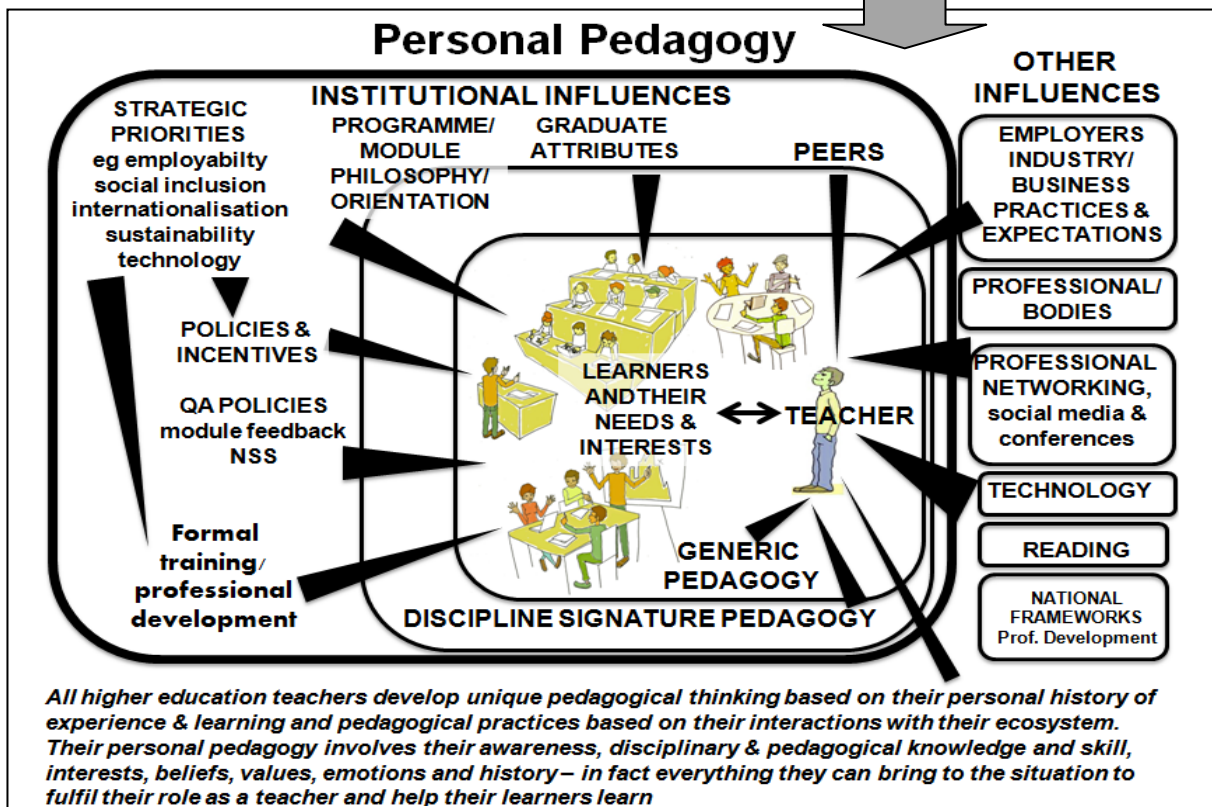 Personal Pedagogy
INSTITUTIONAL INFLUENCES
STRATEGIC
PRIORITIES
eg employabilty
social inclusion
internationalisation
sustainability
technology
PROGRAMME/
MODULE
PHILOSOPHY/
ORIENTATION
GRADUATE
ATTRIBUTES
PEERS
POLICIES &
INCENTIVES
QA POLICIES
module feedback
NSS
Formal
training/
professional
development
LEARNERS
ANDTHEIR
NEEDS &
INTERESTS
TEACHER
GENERIC
PEDAGOGY
DISCIPLINE SIGNATURE PEDAGOGY
OTHER
INFLUENCES
EMPLOYERS
INDUSTRY/
BUSINESS
PRACTICES &
EXPECTATIONS
PROFESSIONAL/
BODIES
PROFESSIONAL
NETWORKING,
social media &
conferences
TECHNOLOGY
READING
NATIONAL
FRAMEWORKS
Prof. Development
All higher education teachers develop unique pedagogical thinking based on their personal history of
experience & learning and pedagogical practices based on their interactions with their ecosystem.
Their personal pedagogy involves their awareness, disciplinary & pedagogical knowledge and skill,
interests, beliefs, values, emotions and history – in fact everything they can bring to the situation to
fulfil their role as a teacher and help their learners learn